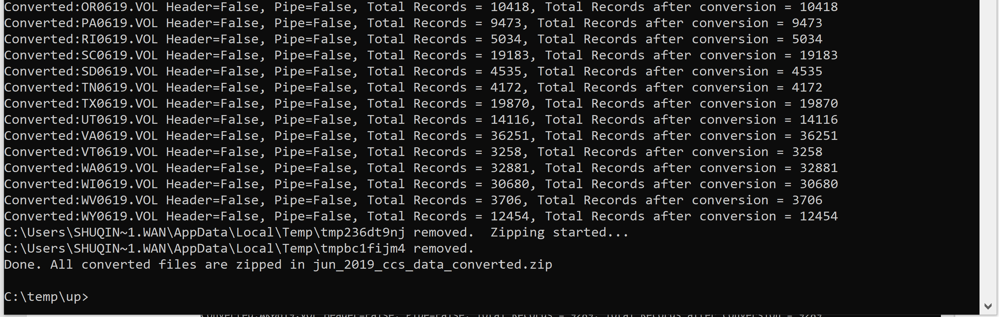 Converted:OR0619.VOL Header=False, Pipe=False, Total Records = 10418, Total Records after conversion = 10418
Converted:PA0619.VOL Header=False, Pipe=False, Total Records = 9473, Total Records after conversion = 9473
Converted:RI0619.VOL Header=False, Pipe=False, Total Records = 5034, Total Records after conversion = 5034
Converted:SC0619.VOL Header=False, Pipe=False, Total Records = 19183, Total Records after conversion = 19183
Converted:SD0619.VOL Header=False, Pipe=False, Total Records = 4535, Total Records after conversion = 4535
Converted:TN0619.VOL Header=False, Pipe=False, Total Records = 4172, Total Records after conversion = 4172
Converted:TX0619.VOL Header=False, Pipe=False, Total Records = 19870, Total Records after conversion = 19870
Converted:UT0619.VOL Header=False, Pipe=False, Total Records = 14116, Total Records after conversion = 14116
Converted:VA0619.VOL Header=False, Pipe=False, Total Records = 36251, Total Records after conversion = 36251
Converted:VT0619.VOL Header=False, Pipe=False, Total Records = 3258, Total Records after conversion = 3258
Converted:WA0619.VOL Header=False, Pipe=False, Total Records = 32881, Total Records after conversion = 32881
Converted:WI0619.VOL Header=False, Pipe=False, Total Records = 30680, Total Records after conversion = 30680
Converted:WV0619.VOL Header=False, Pipe=False, Total Records = 3706, Total Records after conversion = 3706
Converted:WY0619.VOL Header=False, Pipe=False, Total Records = 12454, Total Records after conversion = 12454
C:\Users\SHUQIN~1.WAN\AppData\Local\Temp\tmp236dt9nj removed.  Zipping started...
C:\Users\SHUQIN~1.WAN\AppData\Local\Temp\tmpbc1fijm4 removed.
Done. All converted files are zipped in jun_2019_ccs_data_converted.zip
C:\temp\up>
Header=False, Pipe=False, Total Records = 9289, Total Records after conversion = 9289